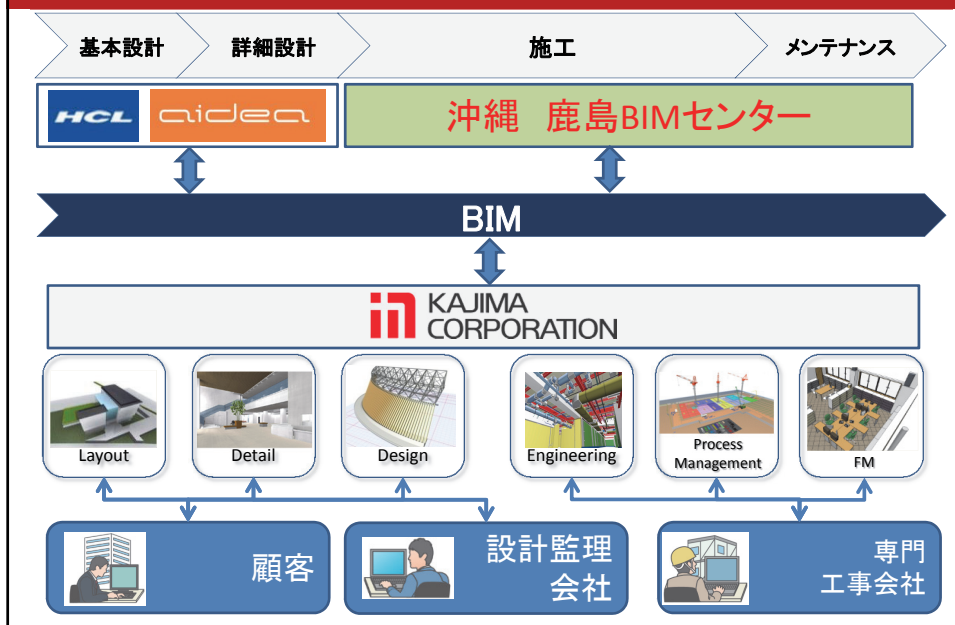 基本設計
詳細設計
施工
メンテナンス
HCL
aidea
沖縄　鹿島BIMセンター
BIM
KAJIMA
CORPORATION
Layout
Detail
Design
Engineering
Process
Management
FM
顧客
設計監理
会社
専門
工事会社